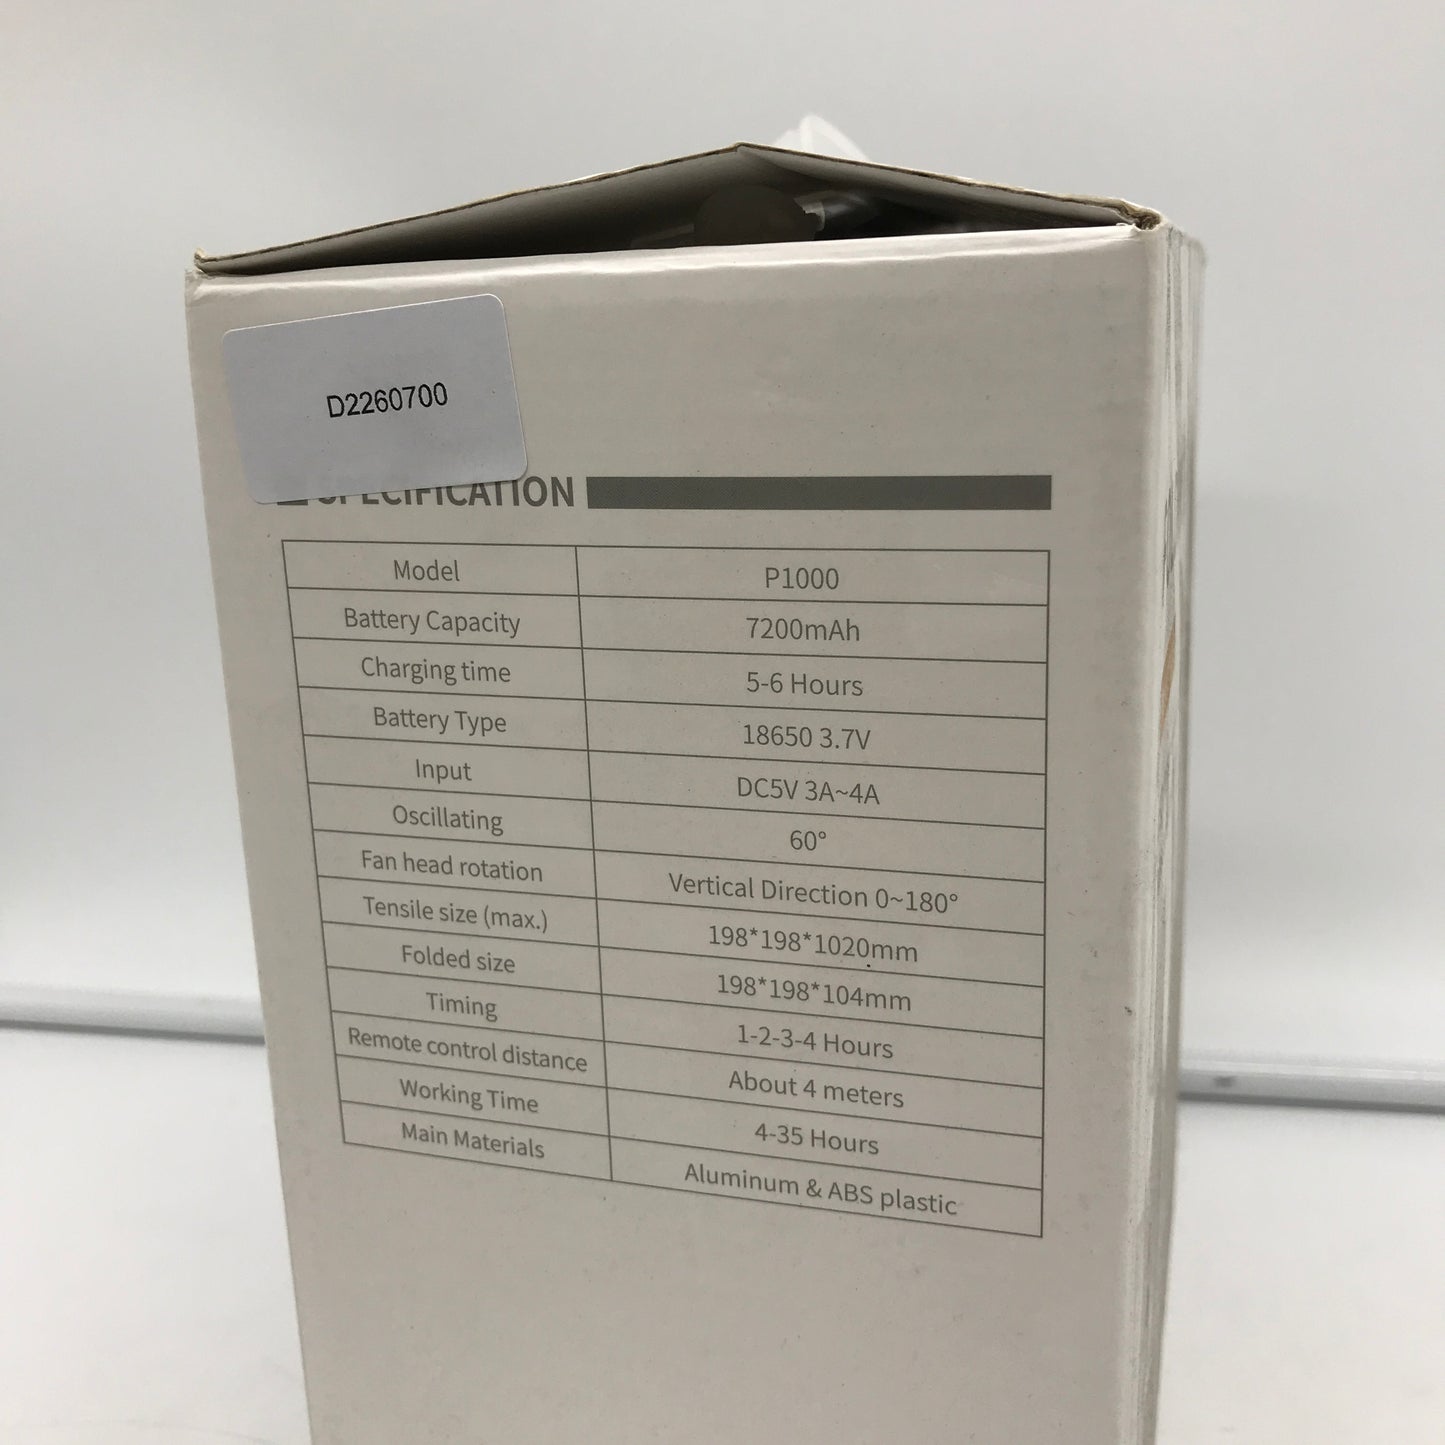 D2260700
SPECIFICATION
Model P1000
Battery Capacity 7200mAh
Charging time 5-6 Hours
Battery Type 18650 3.7V
Input DC5V 3A~4A
Oscillating 60°
Fan head rotation Vertical Direction 0~180°
Tensile size (max.) 198*198*1020mm
Folded size 198*198*104mm
Timing 1-2-3-4 Hours
Remote control distance About 4 meters
Working Time 4-35 Hours
Main Materials Aluminum & ABS plastic